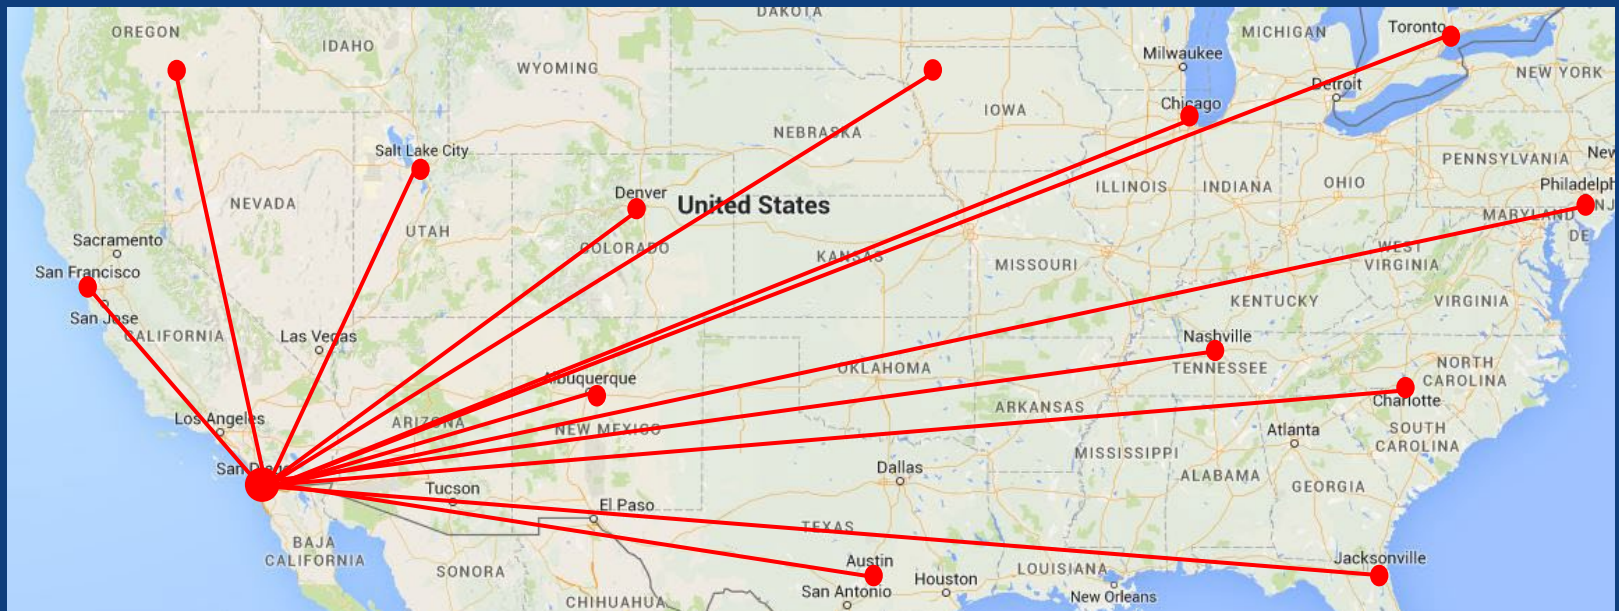 DAKOTA
OREGON
IDAHO
WYOMING
Milwaukee
MICHIGAN
Toronto
NEW YORK
Detroit
Chicago
IOWA
NEBRASKA
Salt Lake City
PENNSYLVANIA
New
ILLINOIS
INDIANA
OHIO
Philadelph
NEVADA
Denver
United States
MARYLAND
NJ
DE
UTAH
COLORADO
KANSAS
MISSOURI
WEST
VIRGINIA
Sacramento
San Francisco
San Jose
CALIFORNIA
Las Vegas
KENTUCKY
VIRGINIA
Nashville
TENNESSEE
OKLAHOMA
NORTH
CAROLINA
Albuquerque
Charlotte
Los Angeles
ARIZONA
NEW MEXICO
ARKANSAS
Atlanta
SOUTH
CAROLINA
San Diego
Tucson
Dallas
MISSISSIPPI
ALABAMA
GEORGIA
El Paso
TEXAS
BAJA
CALIFORNIA
SONORA
Austin
Houston
LOUISIANA
Jacksonville
San Antonio
CHIHUAHUA
New Orleans